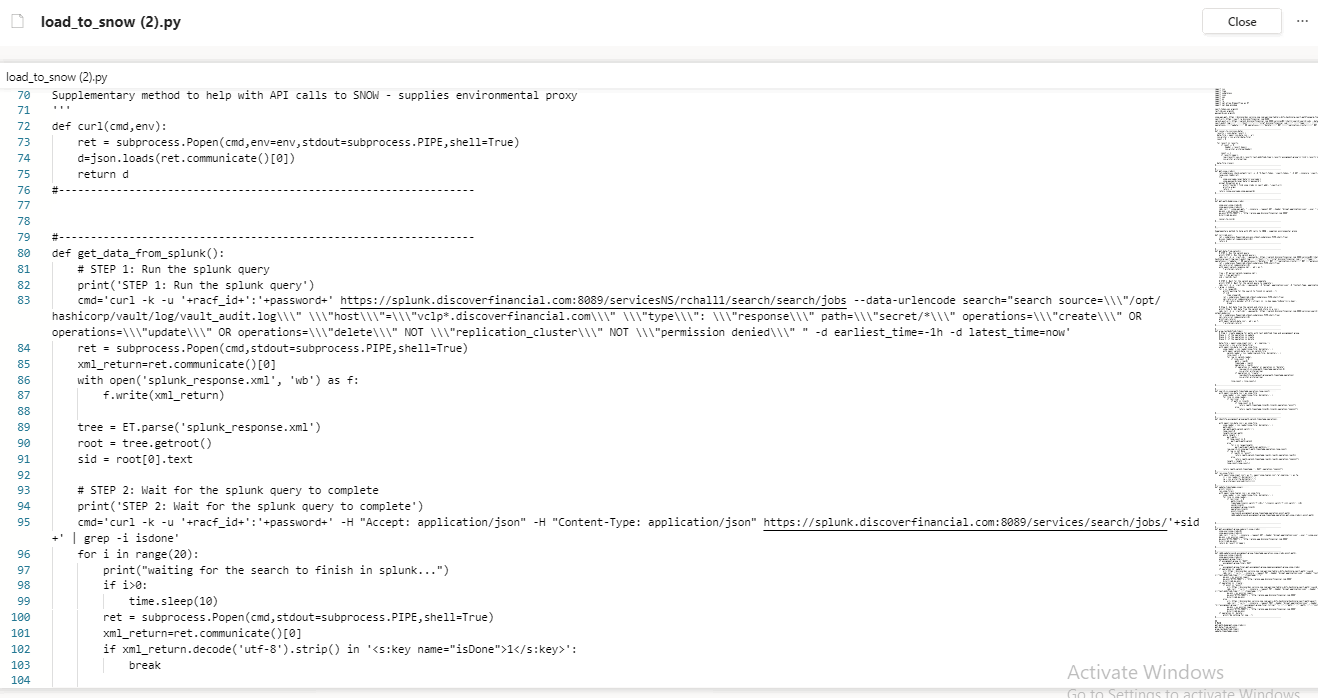 load_to_snow (2).py
Close
...
load_to_snow (2).py
70 Supplementary method to help with API calls to SNOW - supplies environmental proxy
71 '''
72 def curl(cmd,env):
73     ret = subprocess.Popen(cmd,env=env,stdout=subprocess.PIPE,shell=True)
74     d=json.loads(ret.communicate()[0])
75     return d
76 #-----------------------------------------------------------------
77
78
79 #-----------------------------------------------------------------
80 def get_data_from_splunk():
81     # STEP 1: Run the splunk query
82     print('STEP 1: Run the splunk query')
83     cmd='curl -k -u '+racf_id+':'+password+' https://splunk.discoverfinancial.com:8089/servicesNS/rchall1/search/search/jobs --data-urlencode search="search source=\\\"/opt/
hashicorp/vault/log/vault_audit.log\\\" \\\"host\\\"=\\\"vclp*.discoverfinancial.com\\\" \\\"type\\\": \\\"response\\\" path=\\\"secret/*\\\" operations=\\\"create\\\" OR
operations=\\\"update\\\" OR operations=\\\"delete\\\" NOT \\\"replication_cluster\\\" NOT \\\"permission denied\\\" " -d earliest_time=-1h -d latest_time=now'
84     ret = subprocess.Popen(cmd,stdout=subprocess.PIPE,shell=True)
85     xml_return=ret.communicate()[0]
86     with open('splunk_response.xml', 'wb') as f:
87         f.write(xml_return)
88
89     tree = ET.parse('splunk_response.xml')
90     root = tree.getroot()
91     sid = root[0].text
92
93     # STEP 2: Wait for the splunk query to complete
94     print('STEP 2: Wait for the splunk query to complete')
95     cmd='curl -k -u '+racf_id+':'+password+' -H "Accept: application/json" -H "Content-Type: application/json" https://splunk.discoverfinancial.com:8089/services/search/jobs/'+sid
+' | grep -i isdone'
96     for i in range(20):
97         print("waiting for the search to finish in splunk...")
98         if i>0:
99             time.sleep(10)
100         ret = subprocess.Popen(cmd,stdout=subprocess.PIPE,shell=True)
101         xml_return=ret.communicate()[0]
102         if xml_return.decode('utf-8').strip() in '<s:key name="isDone">1</s:key>':
103             break
104
Activate Windows
Go to Settings to activate Windows.